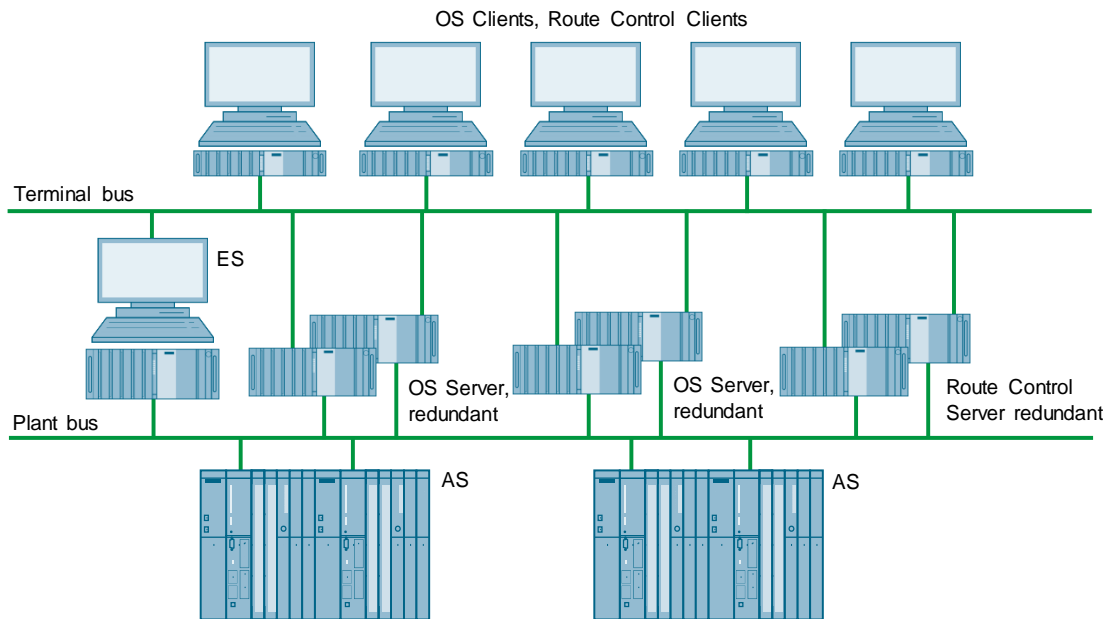 OS Clients, Route Control Clients
Terminal bus
ES
OS Server,
redundant
OS Server,
redundant
Route Control
Server redundant
Plant bus
AS
AS